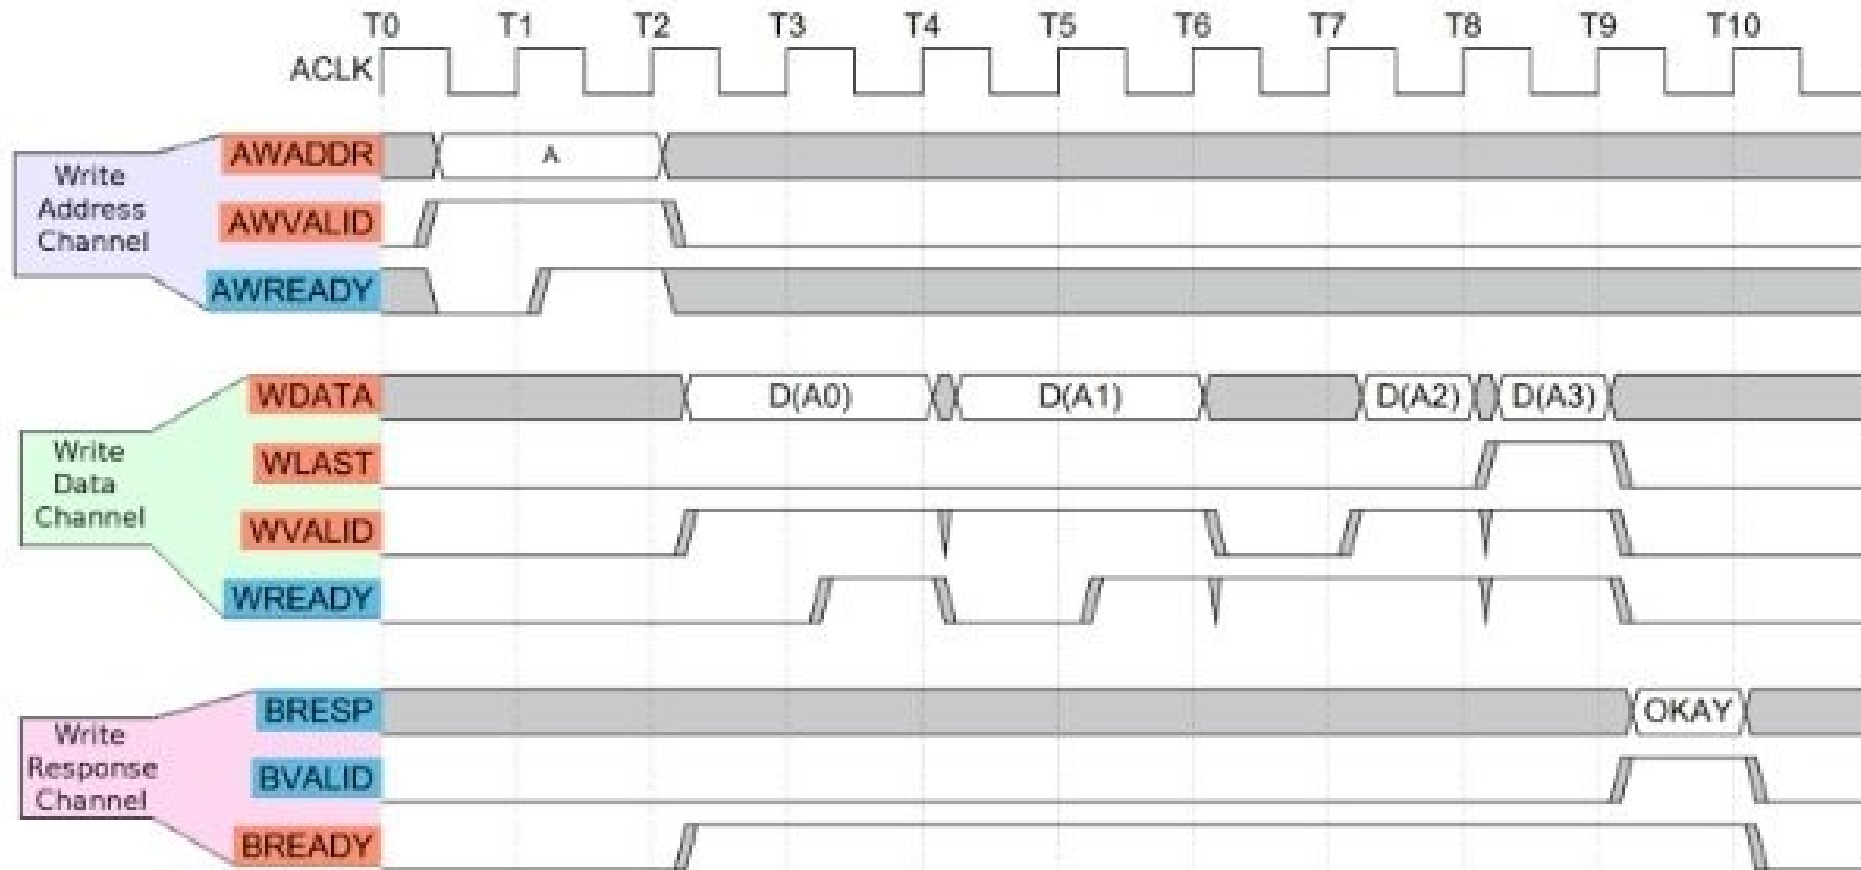 T0 T1 T2 T3 T4 T5 T6 T7 T8 T9 T10
ACLK
Write
Address
Channel
AWADDR
A
AWVALID
AWREADY
Write
Data
Channel
WDATA
D(A0) D(A1) D(A2) D(A3)
WLAST
WVALID
WREADY
Write
Response
Channel
BRESP
OKAY
BVALID
BREADY